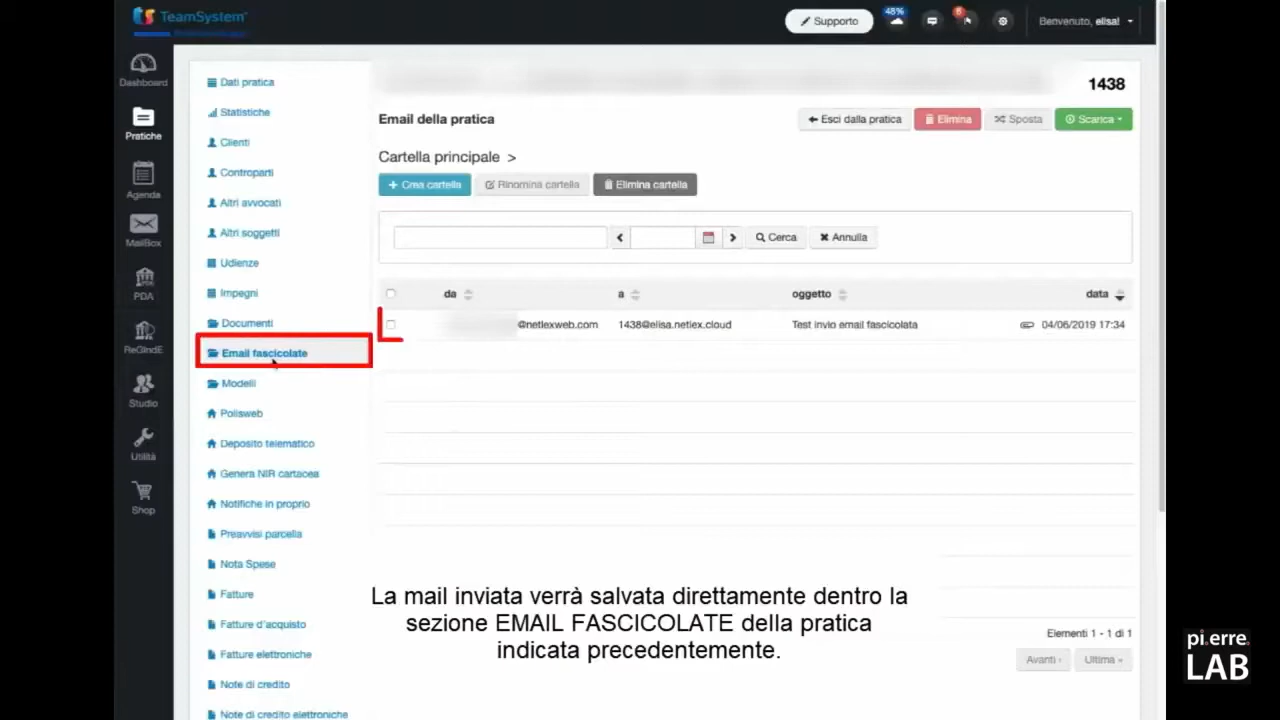 TeamSystem
Supporto
48%
6
Benvenuto, elisa!
Dashboard
Pratiche
Agenda
MailBox
PDA
ReGIndE
Studio
Utilità
Shop
Dati pratica
Statistiche
Clienti
Controparti
Altri avvocati
Altri soggetti
Udienze
Impegni
Documenti
Email fascicolate
Modelli
Polisweb
Deposito telematico
Genera NIR cartacea
Notifiche in proprio
Preavvisi parcella
Nota Spese
Fatture
Fatture d'acquisto
Fatture elettroniche
Note di credito
Note di credito elettroniche
1438
Email della pratica
Esci dalla pratica
Elimina
Sposta
Scarica
Cartella principale >
+ Crea cartella
Rinomina cartella
Elimina cartella
Cerca
Annulla
da a oggetto data
@netlexweb.com 1438@elisa.netlex.cloud Test invio email fascicolata 04/06/2019 17:34
La mail inviata verrà salvata direttamente dentro la
sezione EMAIL FASCICOLATE della pratica
indicata precedentemente.
Elementi 1 - 1 di 1
Avanti ›
Ultima »
pi.erre.
LAB